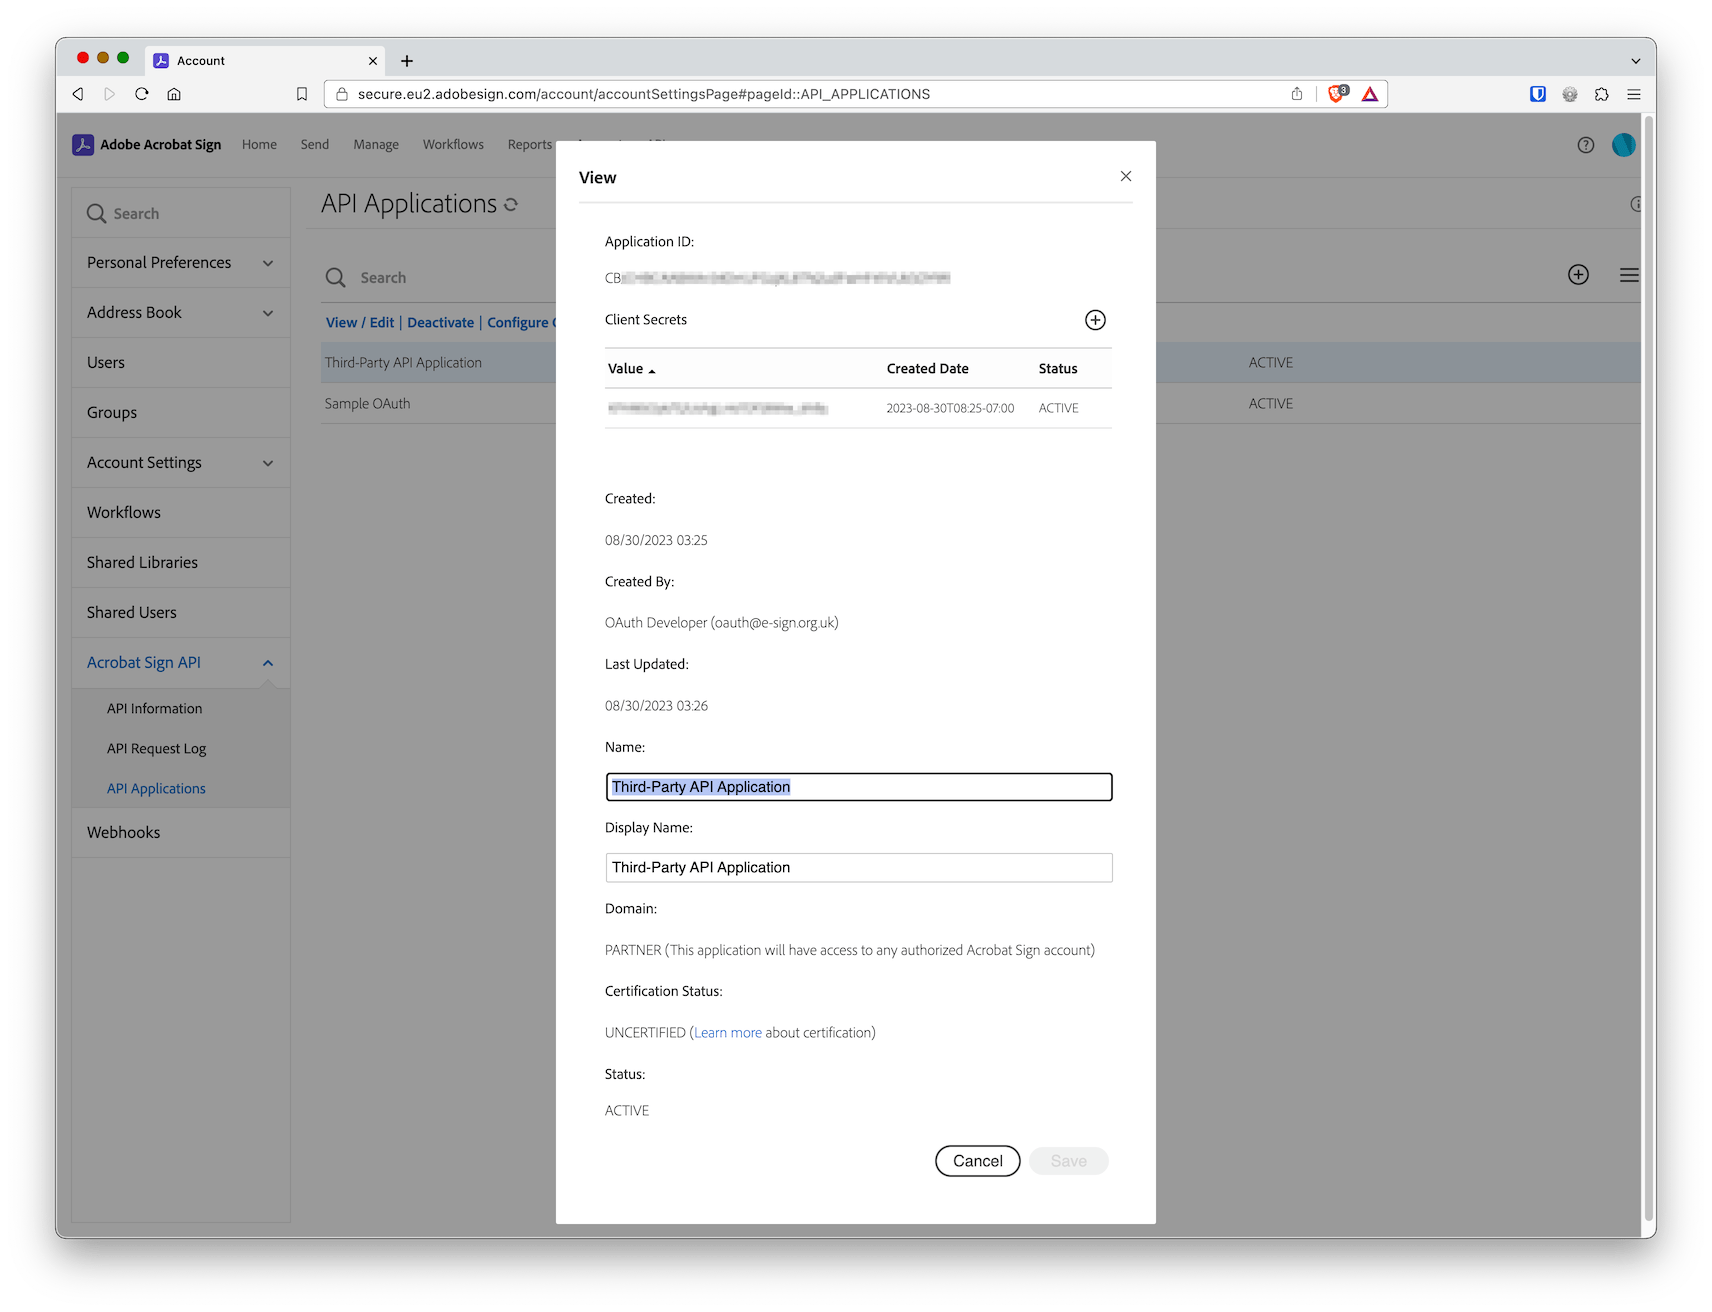 Account
secure.eu2.adobesign.com/account/accountSettingsPage#pageId::API_APPLICATIONS
3
Adobe Acrobat Sign Home Send Manage Workflows Reports
Search
Personal Preferences
Address Book
Users
Groups
Account Settings
Workflows
Shared Libraries
Shared Users
Acrobat Sign API
API Information
API Request Log
API Applications
Webhooks
API Applications
Search
View / Edit | Deactivate | Configure
Third-Party API Application ACTIVE
Sample OAuth ACTIVE
View
Application ID:
CB
Client Secrets
Value Created Date Status
2023-08-30T08:25-07:00 ACTIVE
Created:
08/30/2023 03:25
Created By:
OAuth Developer (oauth@e-sign.org.uk)
Last Updated:
08/30/2023 03:26
Name:
Third-Party API Application
Display Name:
Third-Party API Application
Domain:
PARTNER (This application will have access to any authorized Acrobat Sign account)
Certification Status:
UNCERTIFIED (Learn more about certification)
Status:
ACTIVE
Cancel Save